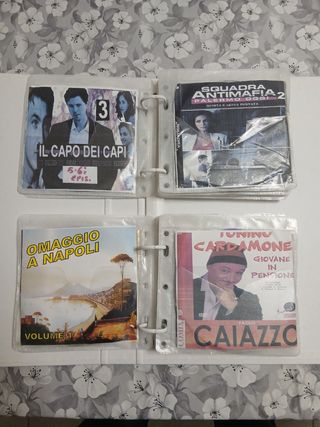 3
IL CAPO DEI CAPI
5-6:
EPIS.
SQUADRA
ANTIMAFIA 2
PALERMO OGGI
OMAGGIO
A NAPOLI
VOLUME 1
TONINO
CARDAMONE
GIOVANE
IN
PENSIONE
CAIAZZO